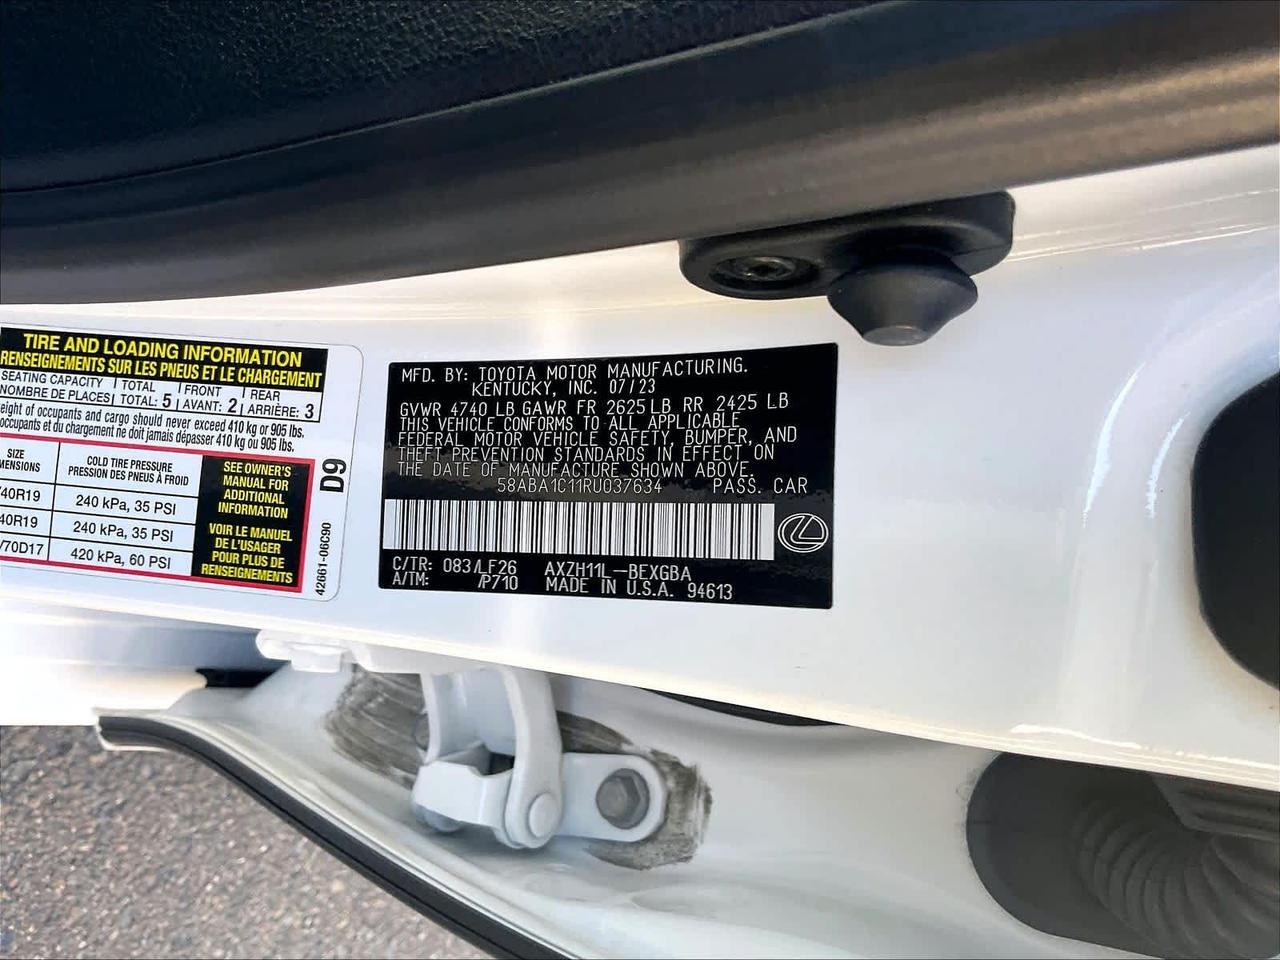 TIRE AND LOADING INFORMATION
RENSEIGNEMENTS SUR LES PNEUS ET LE CHARGEMENT
SEATING CAPACITY TOTAL FRONT REAR
NOMBRE DE PLACES TOTAL: 5 AVANT: 2 ARRIÈRE: 3
of occupants and cargo should never exceed 410 kg or 905 lbs.
occupants et du chargement ne doit jamais dépasser 410 kg ou 905 lbs.
SIZE COLD TIRE PRESSURE
PRESSION DES PNEUS À FROID
40R19 240 kPa, 35 PSI
40R19 240 kPa, 35 PSI
/70D17 420 kPa, 60 PSI
SEE OWNER'S
MANUAL FOR
ADDITIONAL
INFORMATION
VOIR LE MANUEL
DE L'USAGER
POUR PLUS DE
RENSEIGNEMENTS
D9
42661-06C90
MFD. BY: TOYOTA MOTOR MANUFACTURING.
KENTUCKY, INC. 07/23
GVWR 4740 LB GAWR FR 2625 LB RR 2425 LB
THIS VEHICLE CONFORMS TO ALL APPLICABLE
FEDERAL MOTOR VEHICLE SAFETY, BUMPER, AND
THEFT PREVENTION STANDARDS IN EFFECT ON
THE DATE OF MANUFACTURE SHOWN ABOVE.
58ABA1C11RU037634 PASS. CAR
C/TR: 083/LF26 AXZH11L-BEXGBA
A/TM: /P710 MADE IN U.S.A. 94613